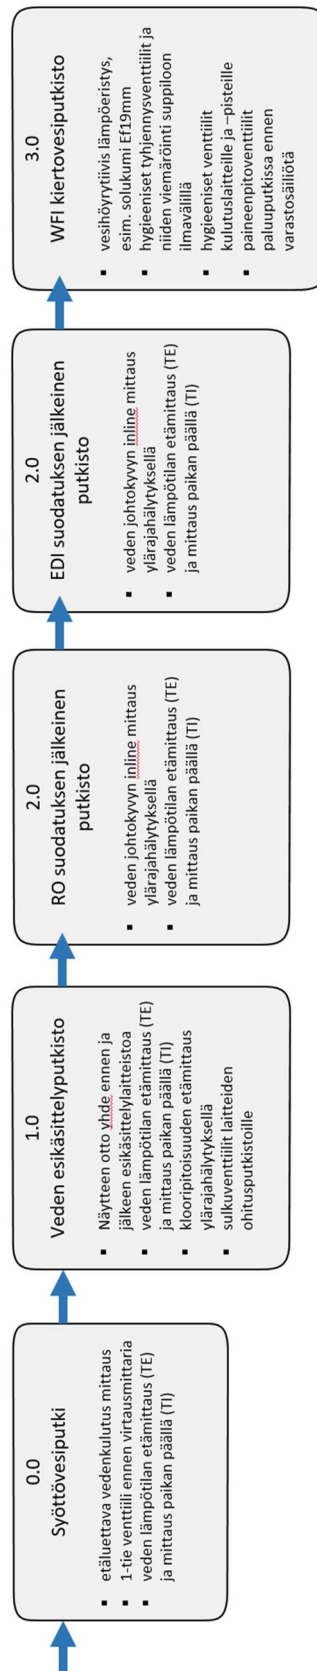 0.0
Syöttövesiputki
▪ etäluettava vedenkulutus mittaus
▪ 1-tie venttiili ennen virtausmittaria
▪ veden lämpötilan etämittaus (TE)
ja mittaus paikan päällä (TI)
1.0
Veden esikäsittelyputkisto
▪ Näytteen otto yhde ennen ja
jälkeen esikäsittelylaitteistoa
▪ veden lämpötilan etämittaus (TE)
ja mittaus paikan päällä (TI)
▪ klooripitoisuuden etämittaus
ylärajahälytyksellä
▪ sulkuventtiilit laitteiden
ohitusputkistoille
2.0
RO suodatuksen jälkeinen
putkisto
▪ veden johtokyvyn inline mittaus
ylärajahälytyksellä
▪ veden lämpötilan etämittaus (TE)
ja mittaus paikan päällä (TI)
2.0
EDI suodatuksen jälkeinen
putkisto
▪ veden johtokyvyn inline mittaus
ylärajahälytyksellä
▪ veden lämpötilan etämittaus (TE)
ja mittaus paikan päällä (TI)
3.0
WFI kiertovesiputkisto
▪ vesihöyrytiivis lämpöeristys,
esim. solukumi Ef19mm
▪ hygieeniset tyhjennysventtiilit ja
niiden viemäröinti suppiloon
ilmavälillä
▪ hygieeniset venttiilit
kulutuslaitteille ja –pisteille
▪ paineenpitoventtiilit
paluuputkissa ennen
varastosäiliötä